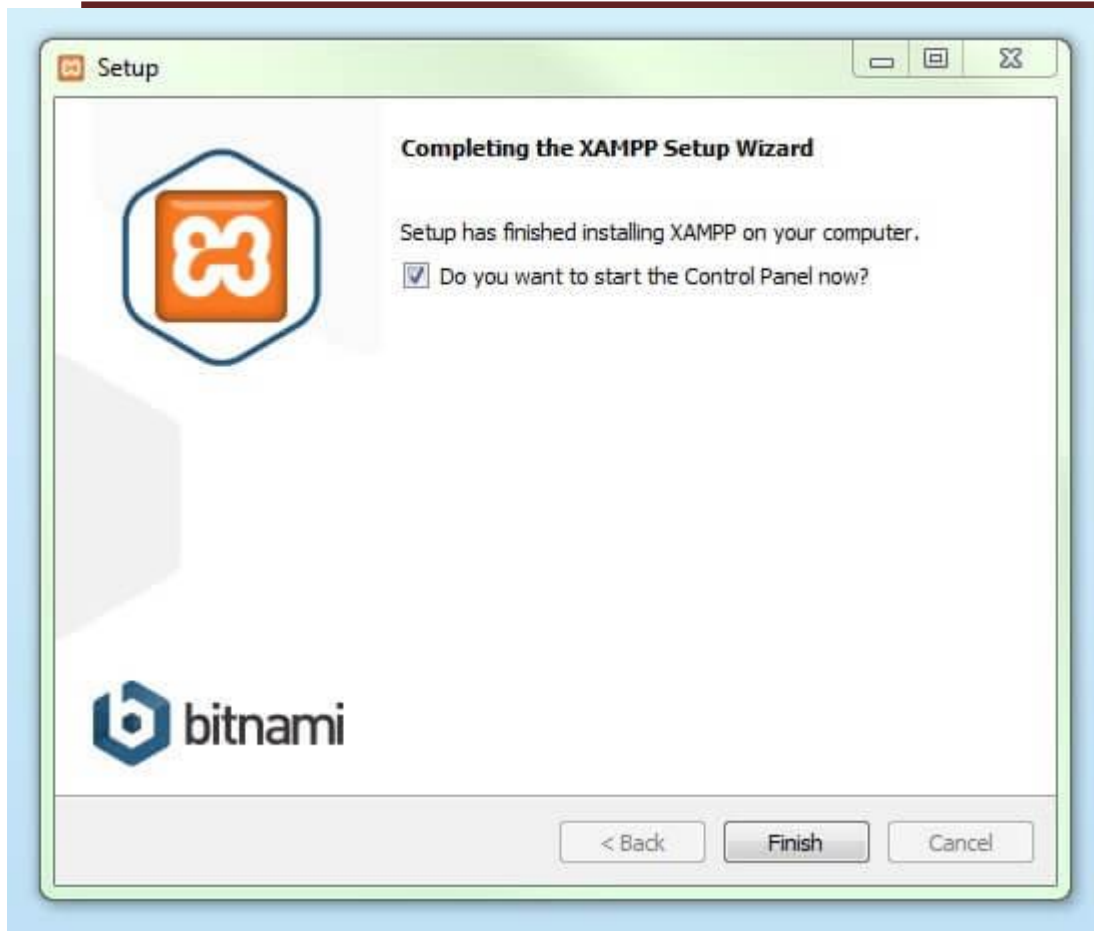 Setup
Completing the XAMPP Setup Wizard
Setup has finished installing XAMPP on your computer.
Do you want to start the Control Panel now?
bitnami
< Back
Finish
Cancel